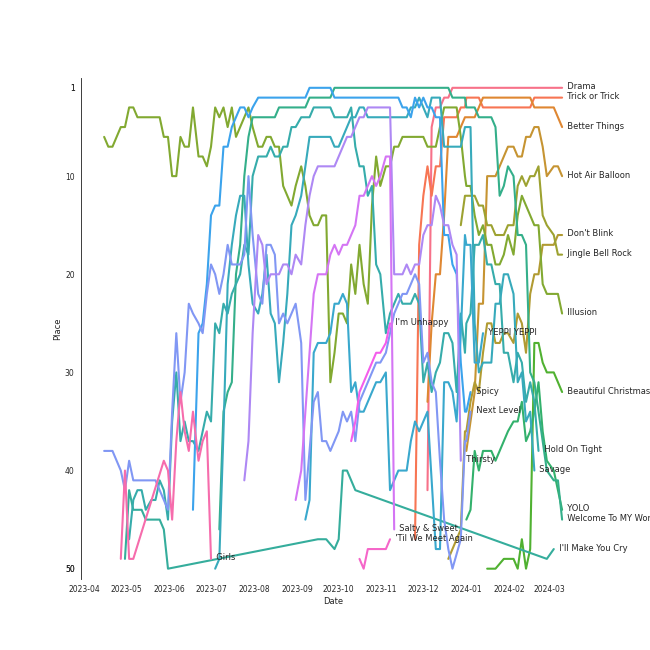 1
Drama
Trick or Trick
Better Things
10
Hot Air Balloon
Don't Blink
Jingle Bell Rock
20
Illusion
I'm Unhappy
YEPPI YEPPI
Place
30
Spicy
Beautiful Christmas
Next Level
Hold On Tight
Thirsty
40
Savage
YOLO
Salty & Sweet
Welcome To MY Wor
'Til We Meet Again
I'll Make You Cry
Girls
50
2023-04 2023-05 2023-06 2023-07 2023-08 2023-09 2023-10 2023-11 2023-12 2024-01 2024-02 2024-03
Date